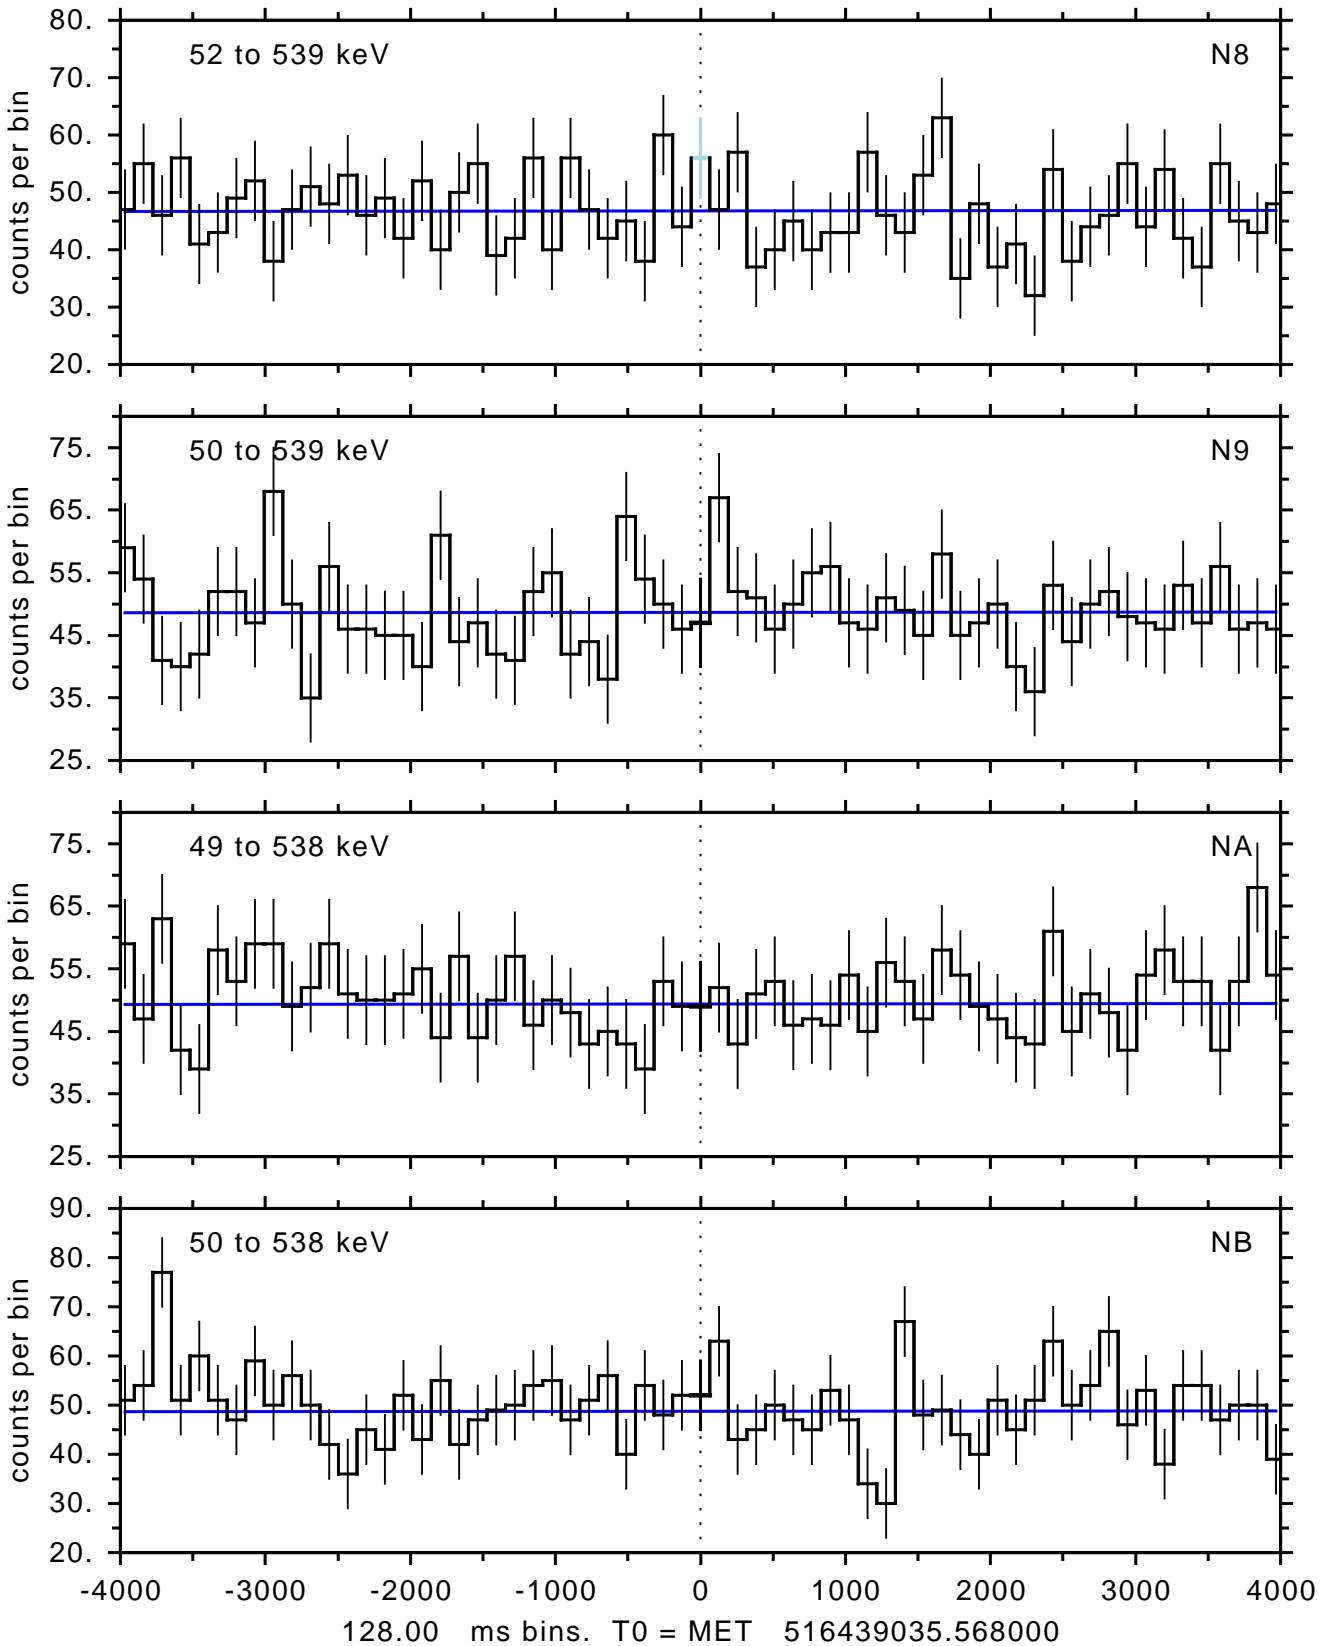 80.
52 to 539 keV N8
70.
60.
50.
40.
30.
20.
counts per bin
75.
50 to 539 keV N9
65.
55.
45.
35.
25.
counts per bin
75.
49 to 538 keV NA
65.
55.
45.
35.
25.
counts per bin
90.
50 to 538 keV NB
80.
70.
60.
50.
40.
30.
20.
counts per bin
-4000 -3000 -2000 -1000 0 1000 2000 3000 4000
128.00 ms bins. T0 = MET 516439035.568000